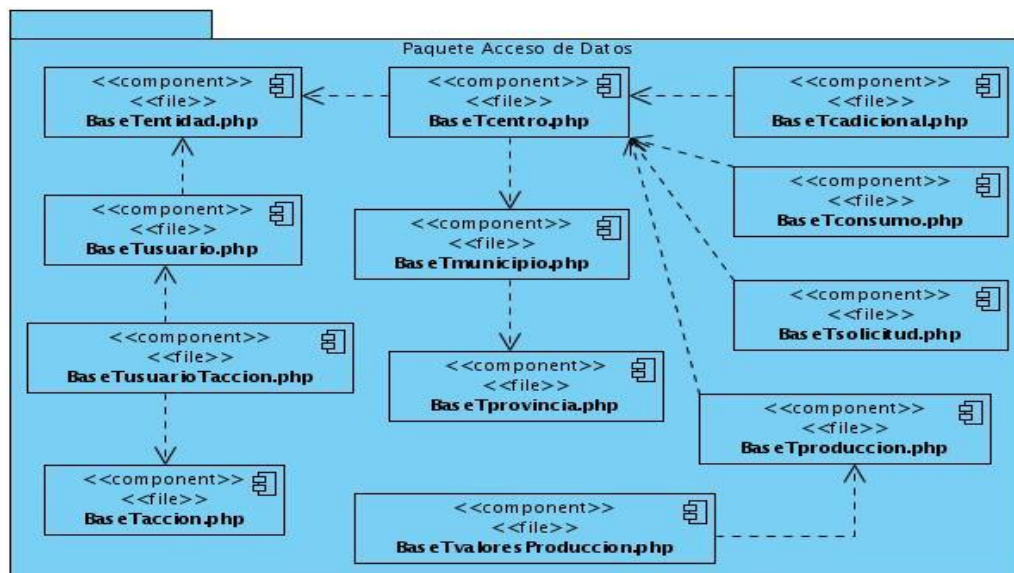 Paquete Acceso de Datos
<<component>>
<<file>>
BaseTentidad.php
<<component>>
<<file>>
BaseTcentro.php
<<component>>
<<file>>
BaseTcadicional.php
<<component>>
<<file>>
BaseTconsumo.php
<<component>>
<<file>>
BaseTusuario.php
<<component>>
<<file>>
BaseTmunicipio.php
<<component>>
<<file>>
BaseTsolicitud.php
<<component>>
<<file>>
BaseTusuarioTaccion.php
<<component>>
<<file>>
BaseTprovincia.php
<<component>>
<<file>>
BaseTproduccion.php
<<component>>
<<file>>
BaseTaccion.php
<<component>>
<<file>>
BaseTvaloresProduccion.php